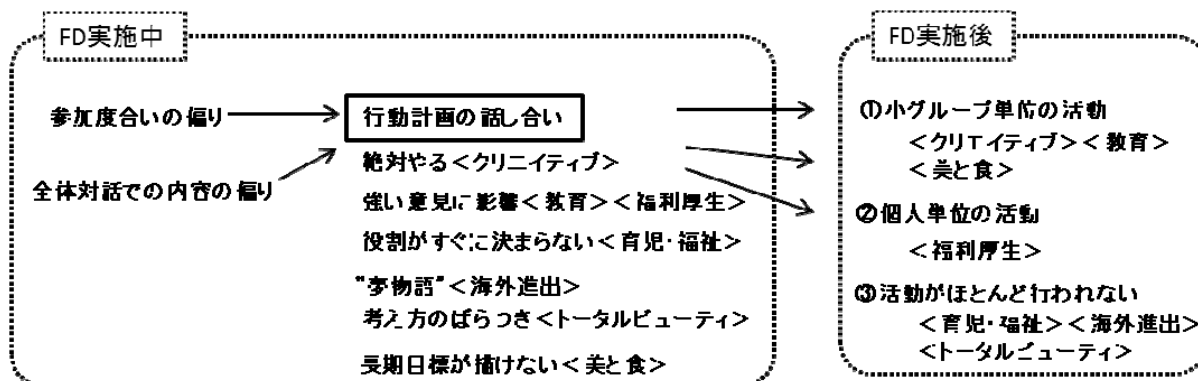 FD実施中
参加度合いの偏り
全体対話での内容の偏り
行動計画の話し合い
絶対やる<クリエイティブ>
強い意見に影響<教育><福利厚生>
役割がすぐに決まらない<育児・福祉>
“夢物語”<海外進出>
考え方のばらつき<トータルビューティ>
長期目標が描けない<美と食>
FD実施後
①小グループ単位の活動
<クリエイティブ><教育>
<美と食>
②個人単位の活動
<福利厚生>
③活動がほとんど行われない
<育児・福祉><海外進出>
<トータルビューティ>